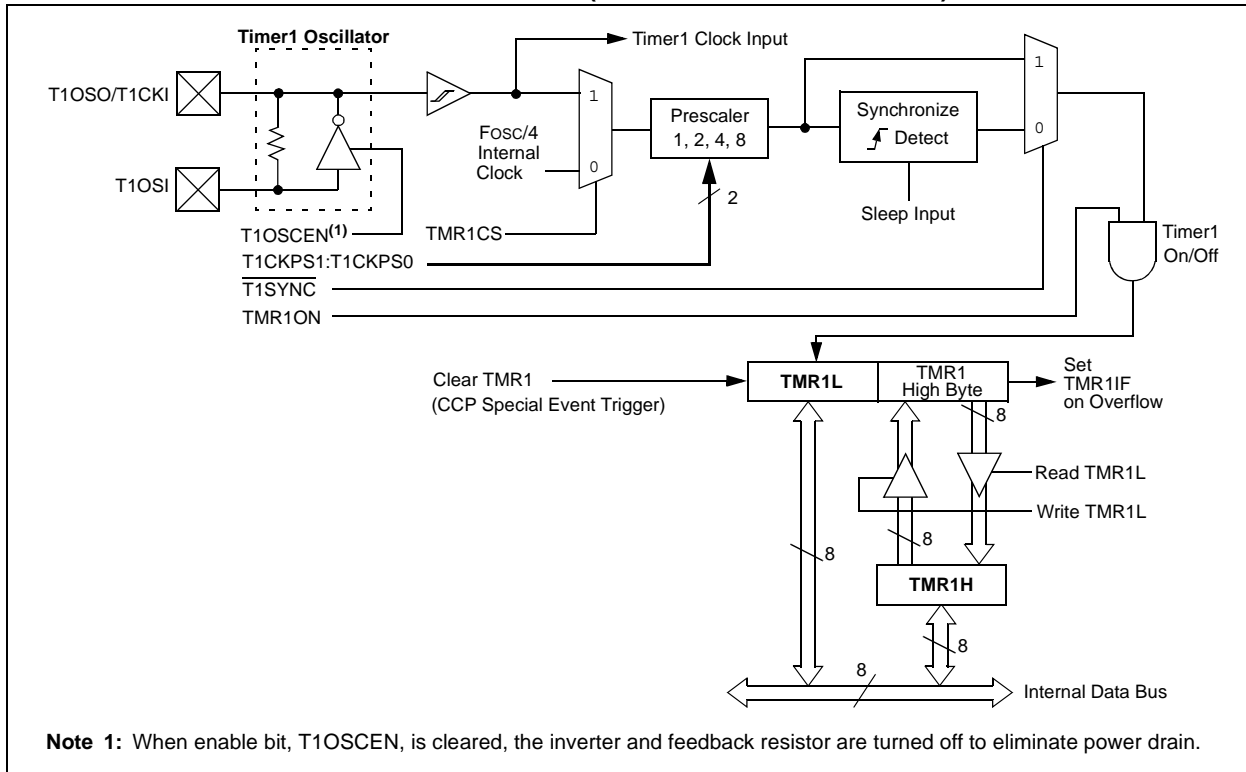 Timer1 Oscillator
Timer1 Clock Input
T1OSO/T1CKI
1
1
FOSC/4
Internal
Clock
0
Prescaler
1, 2, 4, 8
Synchronize
Detect
0
T1OSI
2
Sleep Input
T1OSCEN(1)
TMR1CS
Timer1
On/Off
T1CKPS1:T1CKPS0
T1SYNC
TMR1ON
Clear TMR1
(CCP Special Event Trigger)
TMR1L
TMR1
High Byte
Set
TMR1IF
on Overflow
8
Read TMR1L
Write TMR1L
8
8
TMR1H
8
8
Internal Data Bus
Note 1: When enable bit, T1OSCEN, is cleared, the inverter and feedback resistor are turned off to eliminate power drain.